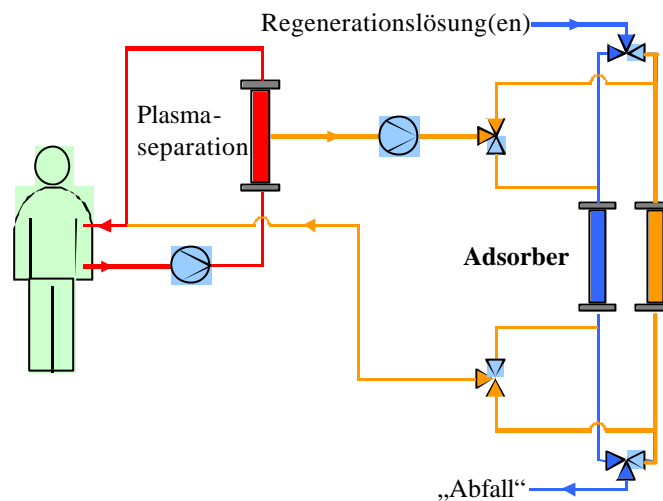 Regenerationslösung(en)
Plasma-
separation
Adsorber
„Abfall“